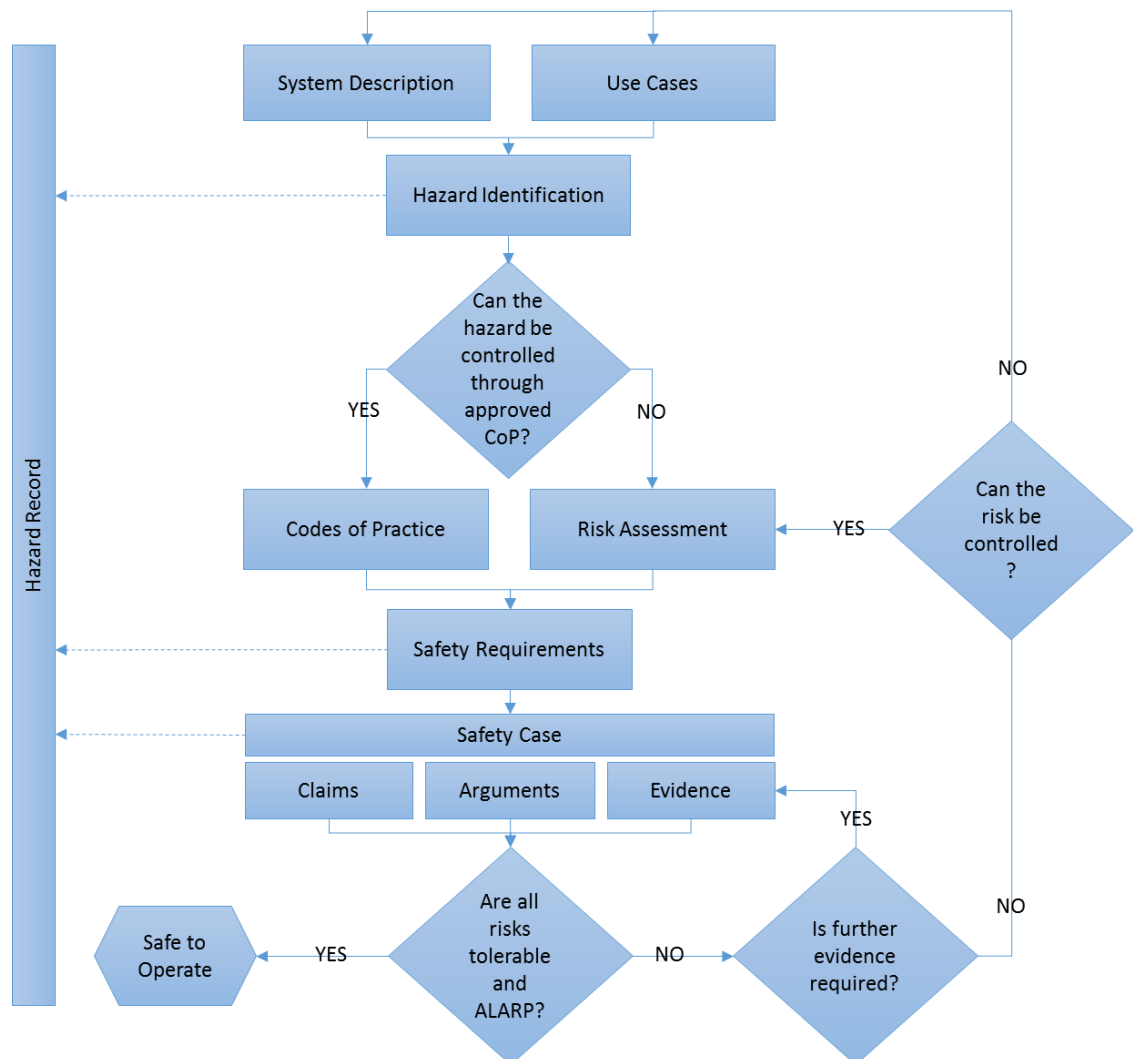 System Description
Use Cases
Hazard Identification
Can the
hazard be
controlled
through
approved
CoP?
YES
NO
NO
Hazard Record
Codes of Practice
Risk Assessment
YES
Can the
risk be
controlled
?
Safety Requirements
Safety Case
Claims
Arguments
Evidence
YES
Safe to
Operate
YES
Are all
risks
tolerable
and
ALARP?
NO
Is further
evidence
required?
NO